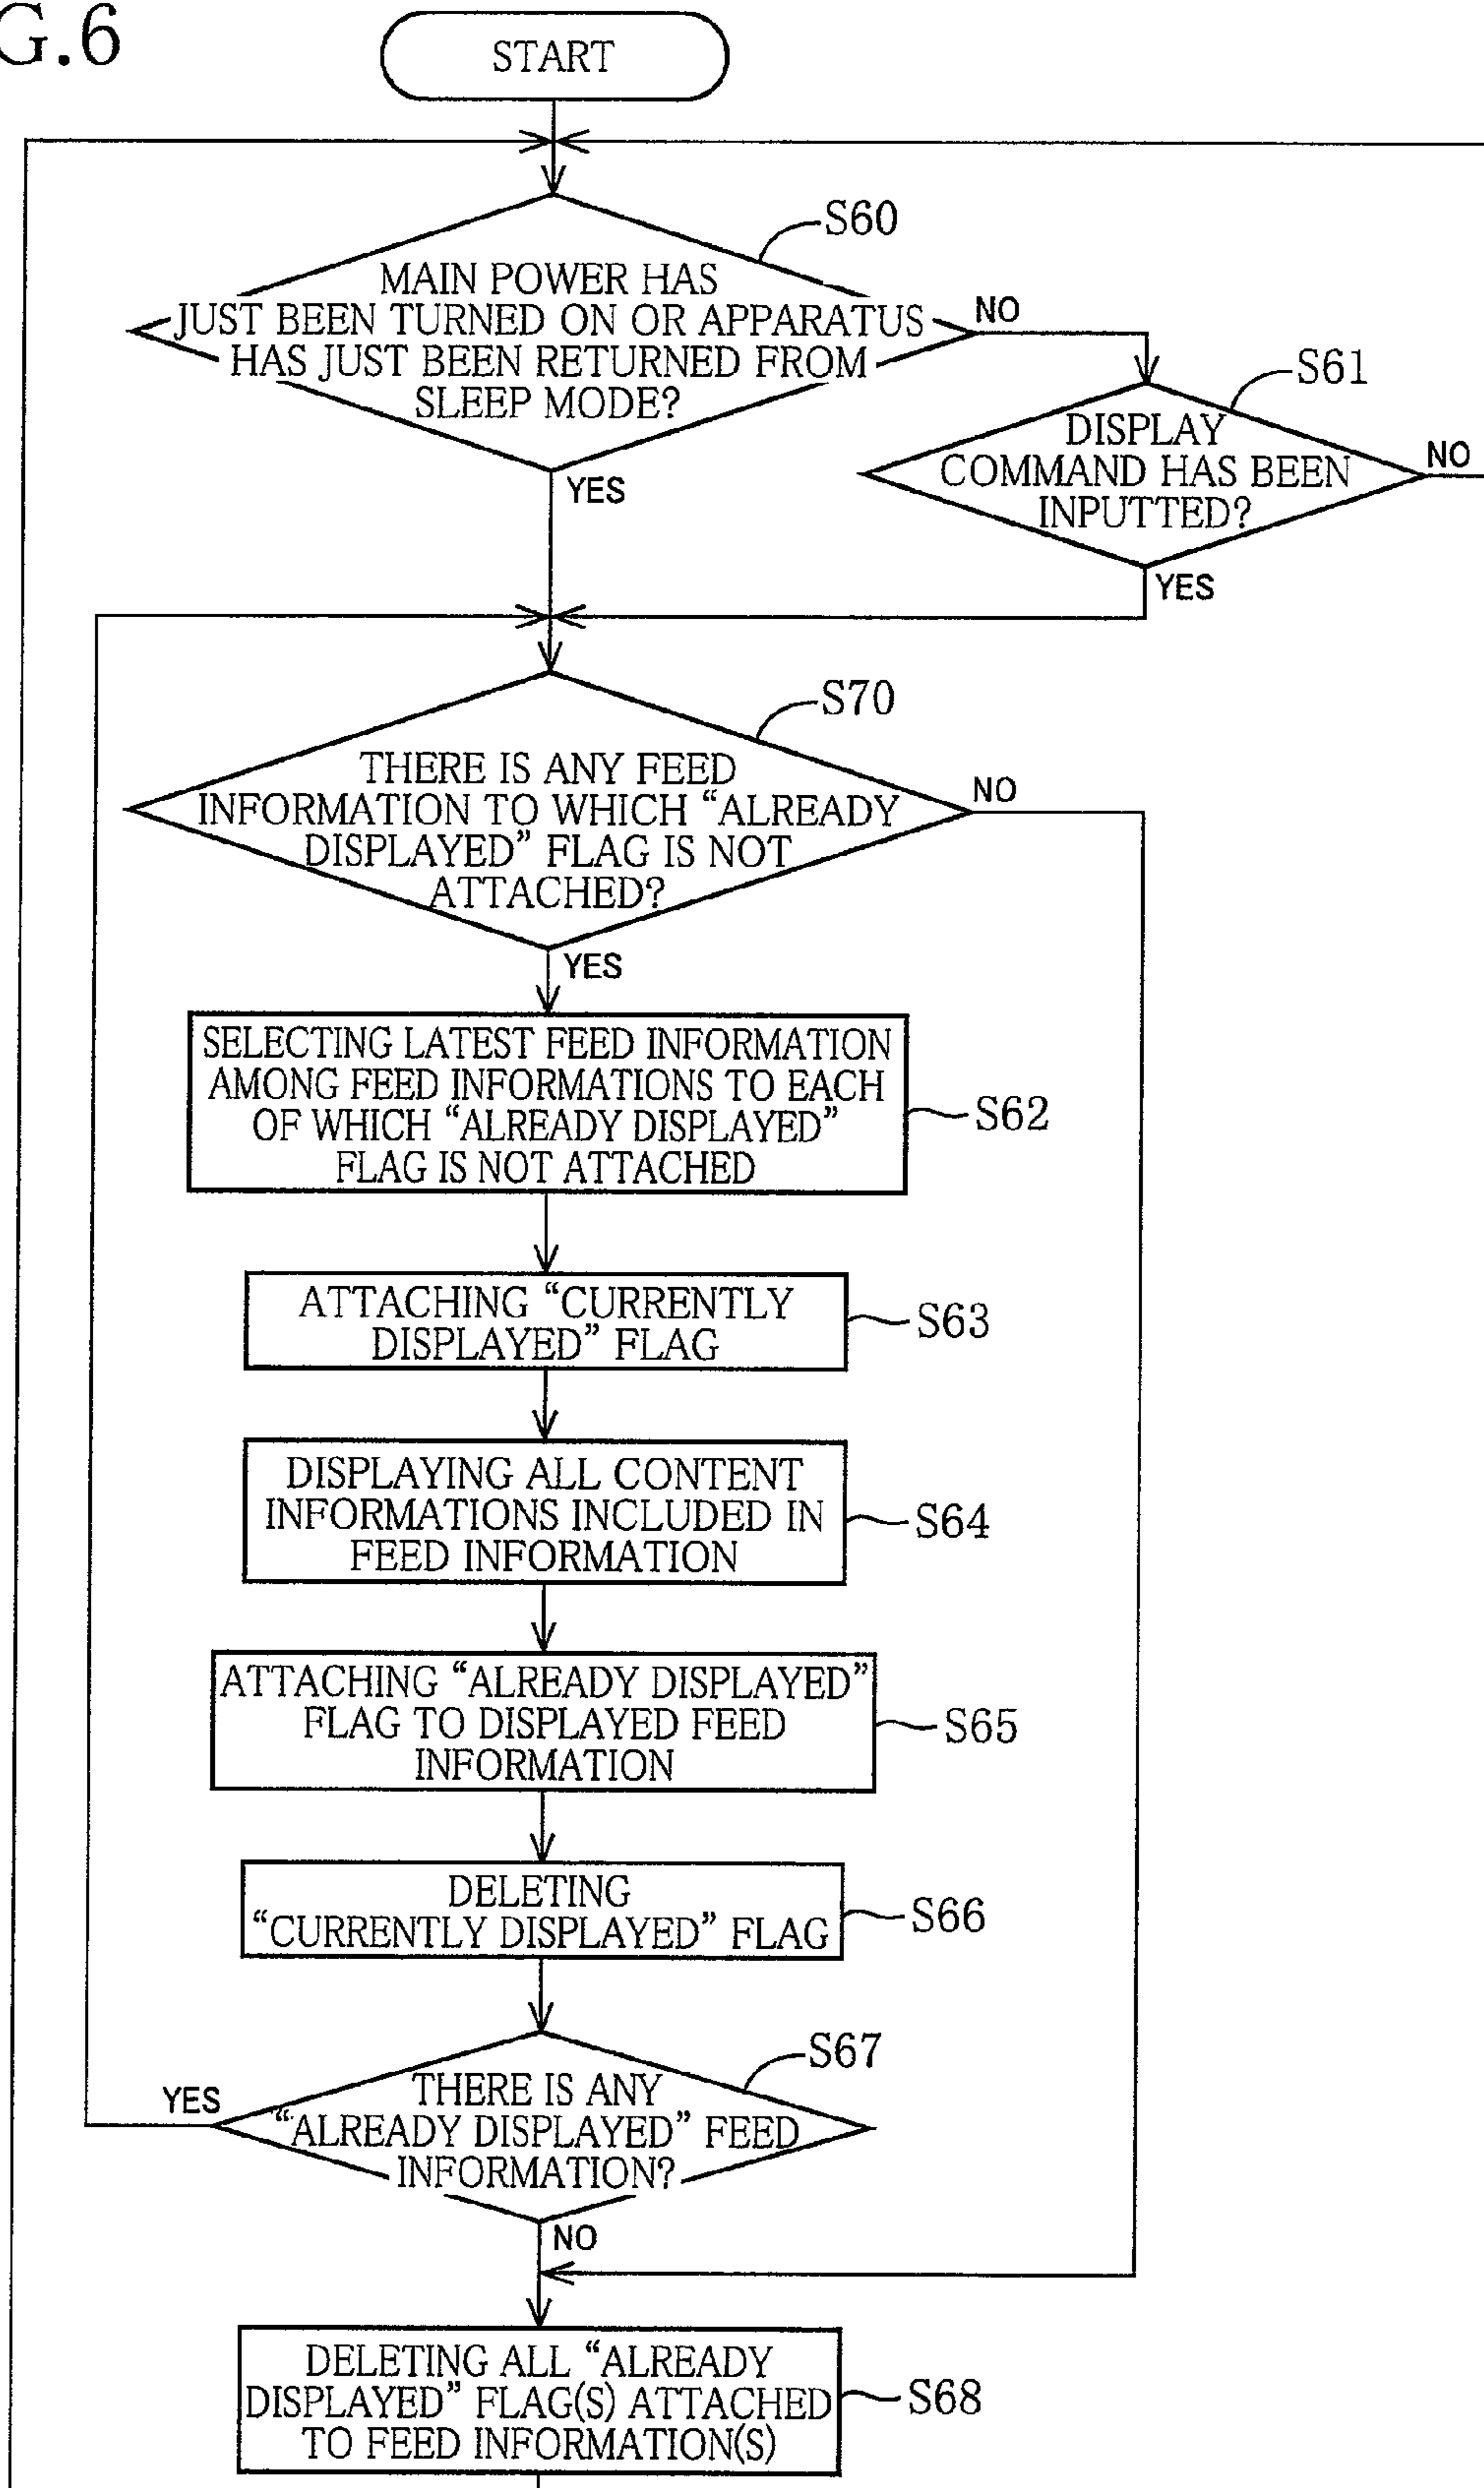 G.6
START
S60
MAIN POWER HAS
JUST BEEN TURNED ON OR APPARATUS
HAS JUST BEEN RETURNED FROM
SLEEP MODE?
NO
YES
S61
DISPLAY
COMMAND HAS BEEN
INPUTTED?
NO
YES
S70
THERE IS ANY FEED
INFORMATION TO WHICH “ALREADY
DISPLAYED” FLAG IS NOT
ATTACHED?
NO
YES
SELECTING LATEST FEED INFORMATION
AMONG FEED INFORMATIONS TO EACH
OF WHICH “ALREADY DISPLAYED”
FLAG IS NOT ATTACHED
S62
ATTACHING “CURRENTLY
DISPLAYED” FLAG
S63
DISPLAYING ALL CONTENT
INFORMATIONS INCLUDED IN
FEED INFORMATION
S64
ATTACHING “ALREADY DISPLAYED”
FLAG TO DISPLAYED FEED
INFORMATION
S65
DELETING
“CURRENTLY DISPLAYED” FLAG
S66
S67
YES
THERE IS ANY
“ALREADY DISPLAYED” FEED
INFORMATION?
NO
DELETING ALL “ALREADY
DISPLAYED” FLAG(S) ATTACHED
TO FEED INFORMATION(S)
S68